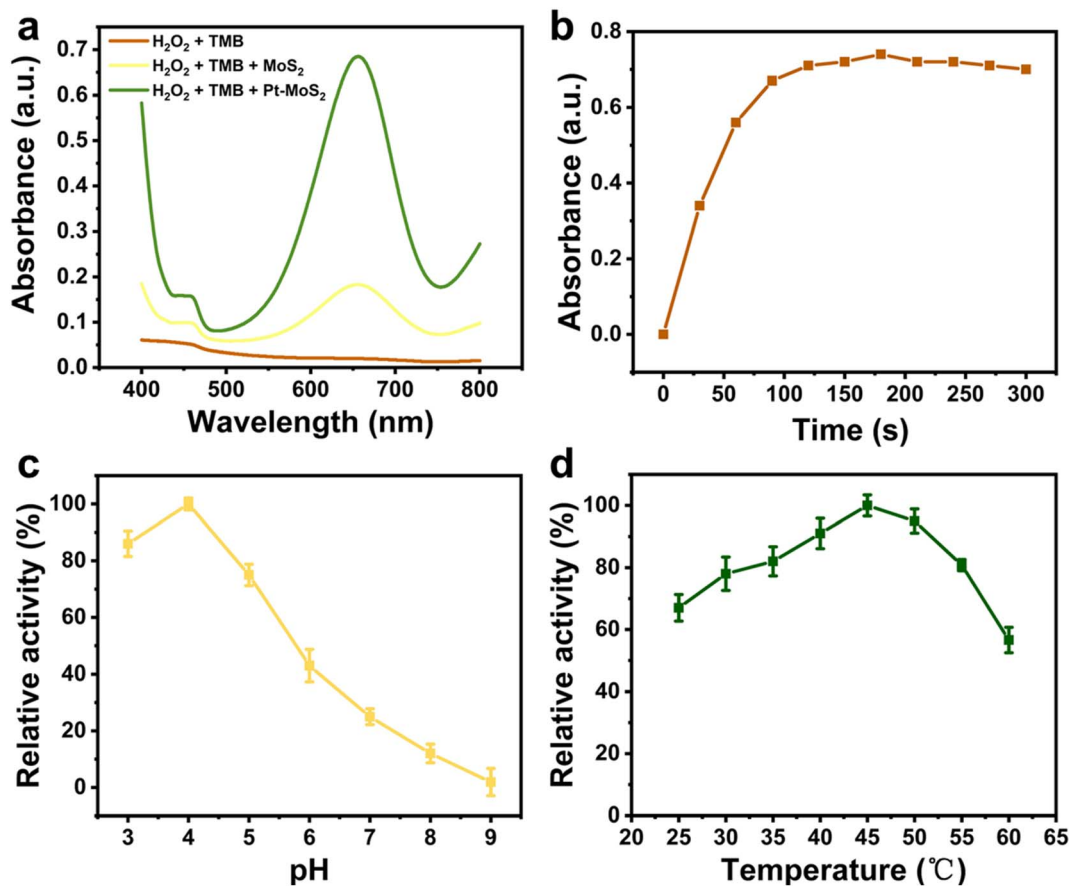 a
H₂O₂ + TMB
H₂O₂ + TMB + MoS₂
H₂O₂ + TMB + Pt-MoS₂
0.7
0.6
0.5
0.4
0.3
0.2
0.1
0.0
Absorbance (a.u.)
400 500 600 700 800
Wavelength (nm)
b
0.8
0.4
0.0
Absorbance (a.u.)
0 50 100 150 200 250 300
Time (s)
c
100
80
60
40
20
0
Relative activity (%)
3 4 5 6 7 8 9
pH
d
100
80
60
40
20
0
Relative activity (%)
20 25 30 35 40 45 50 55 60 65
Temperature (℃)